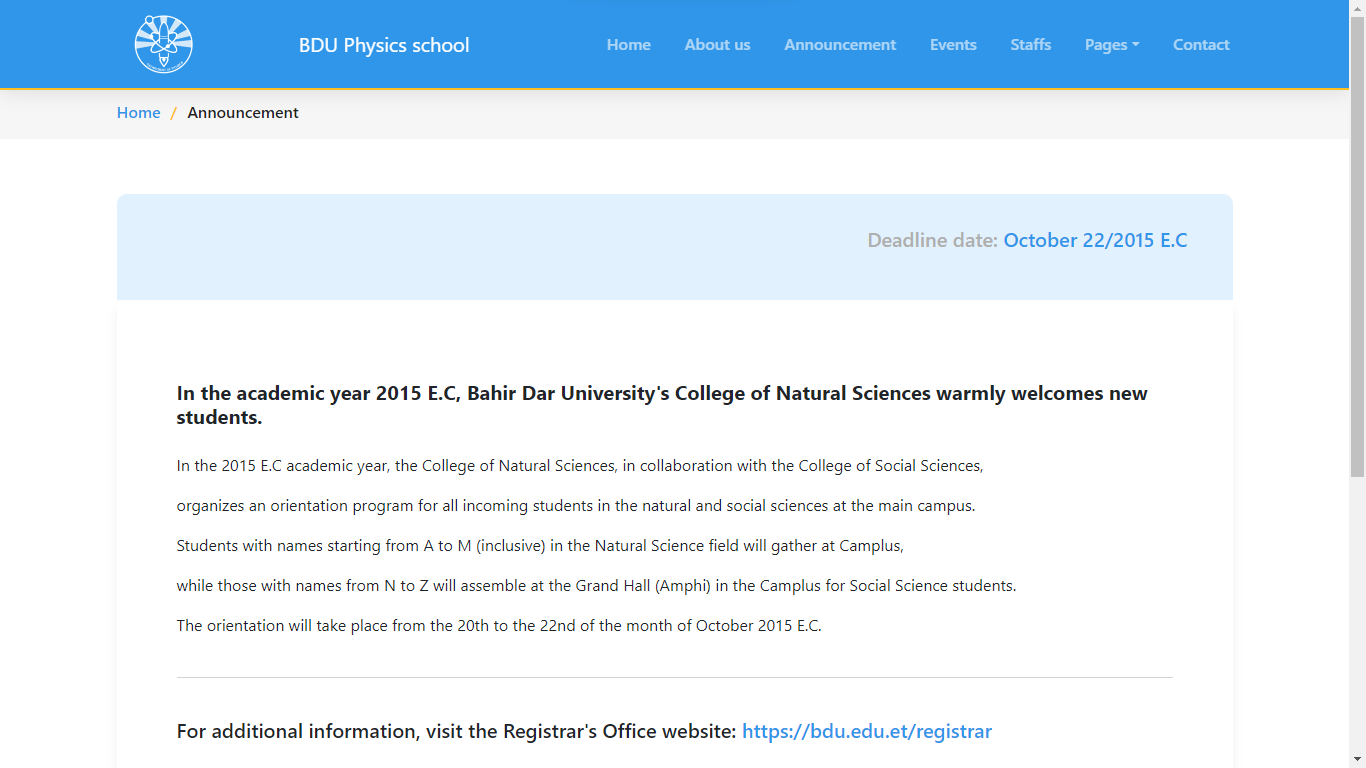 BDU Physics school
Home
About us
Announcement
Events
Staffs
Pages
Contact
Home / Announcement
Deadline date: October 22/2015 E.C
In the academic year 2015 E.C, Bahir Dar University's College of Natural Sciences warmly welcomes new
students.
In the 2015 E.C academic year, the College of Natural Sciences, in collaboration with the College of Social Sciences,
organizes an orientation program for all incoming students in the natural and social sciences at the main campus.
Students with names starting from A to M (inclusive) in the Natural Science field will gather at Camplus,
while those with names from N to Z will assemble at the Grand Hall (Amphi) in the Camplus for Social Science students.
The orientation will take place from the 20th to the 22nd of the month of October 2015 E.C.
For additional information, visit the Registrar's Office website: https://bdu.edu.et/registrar